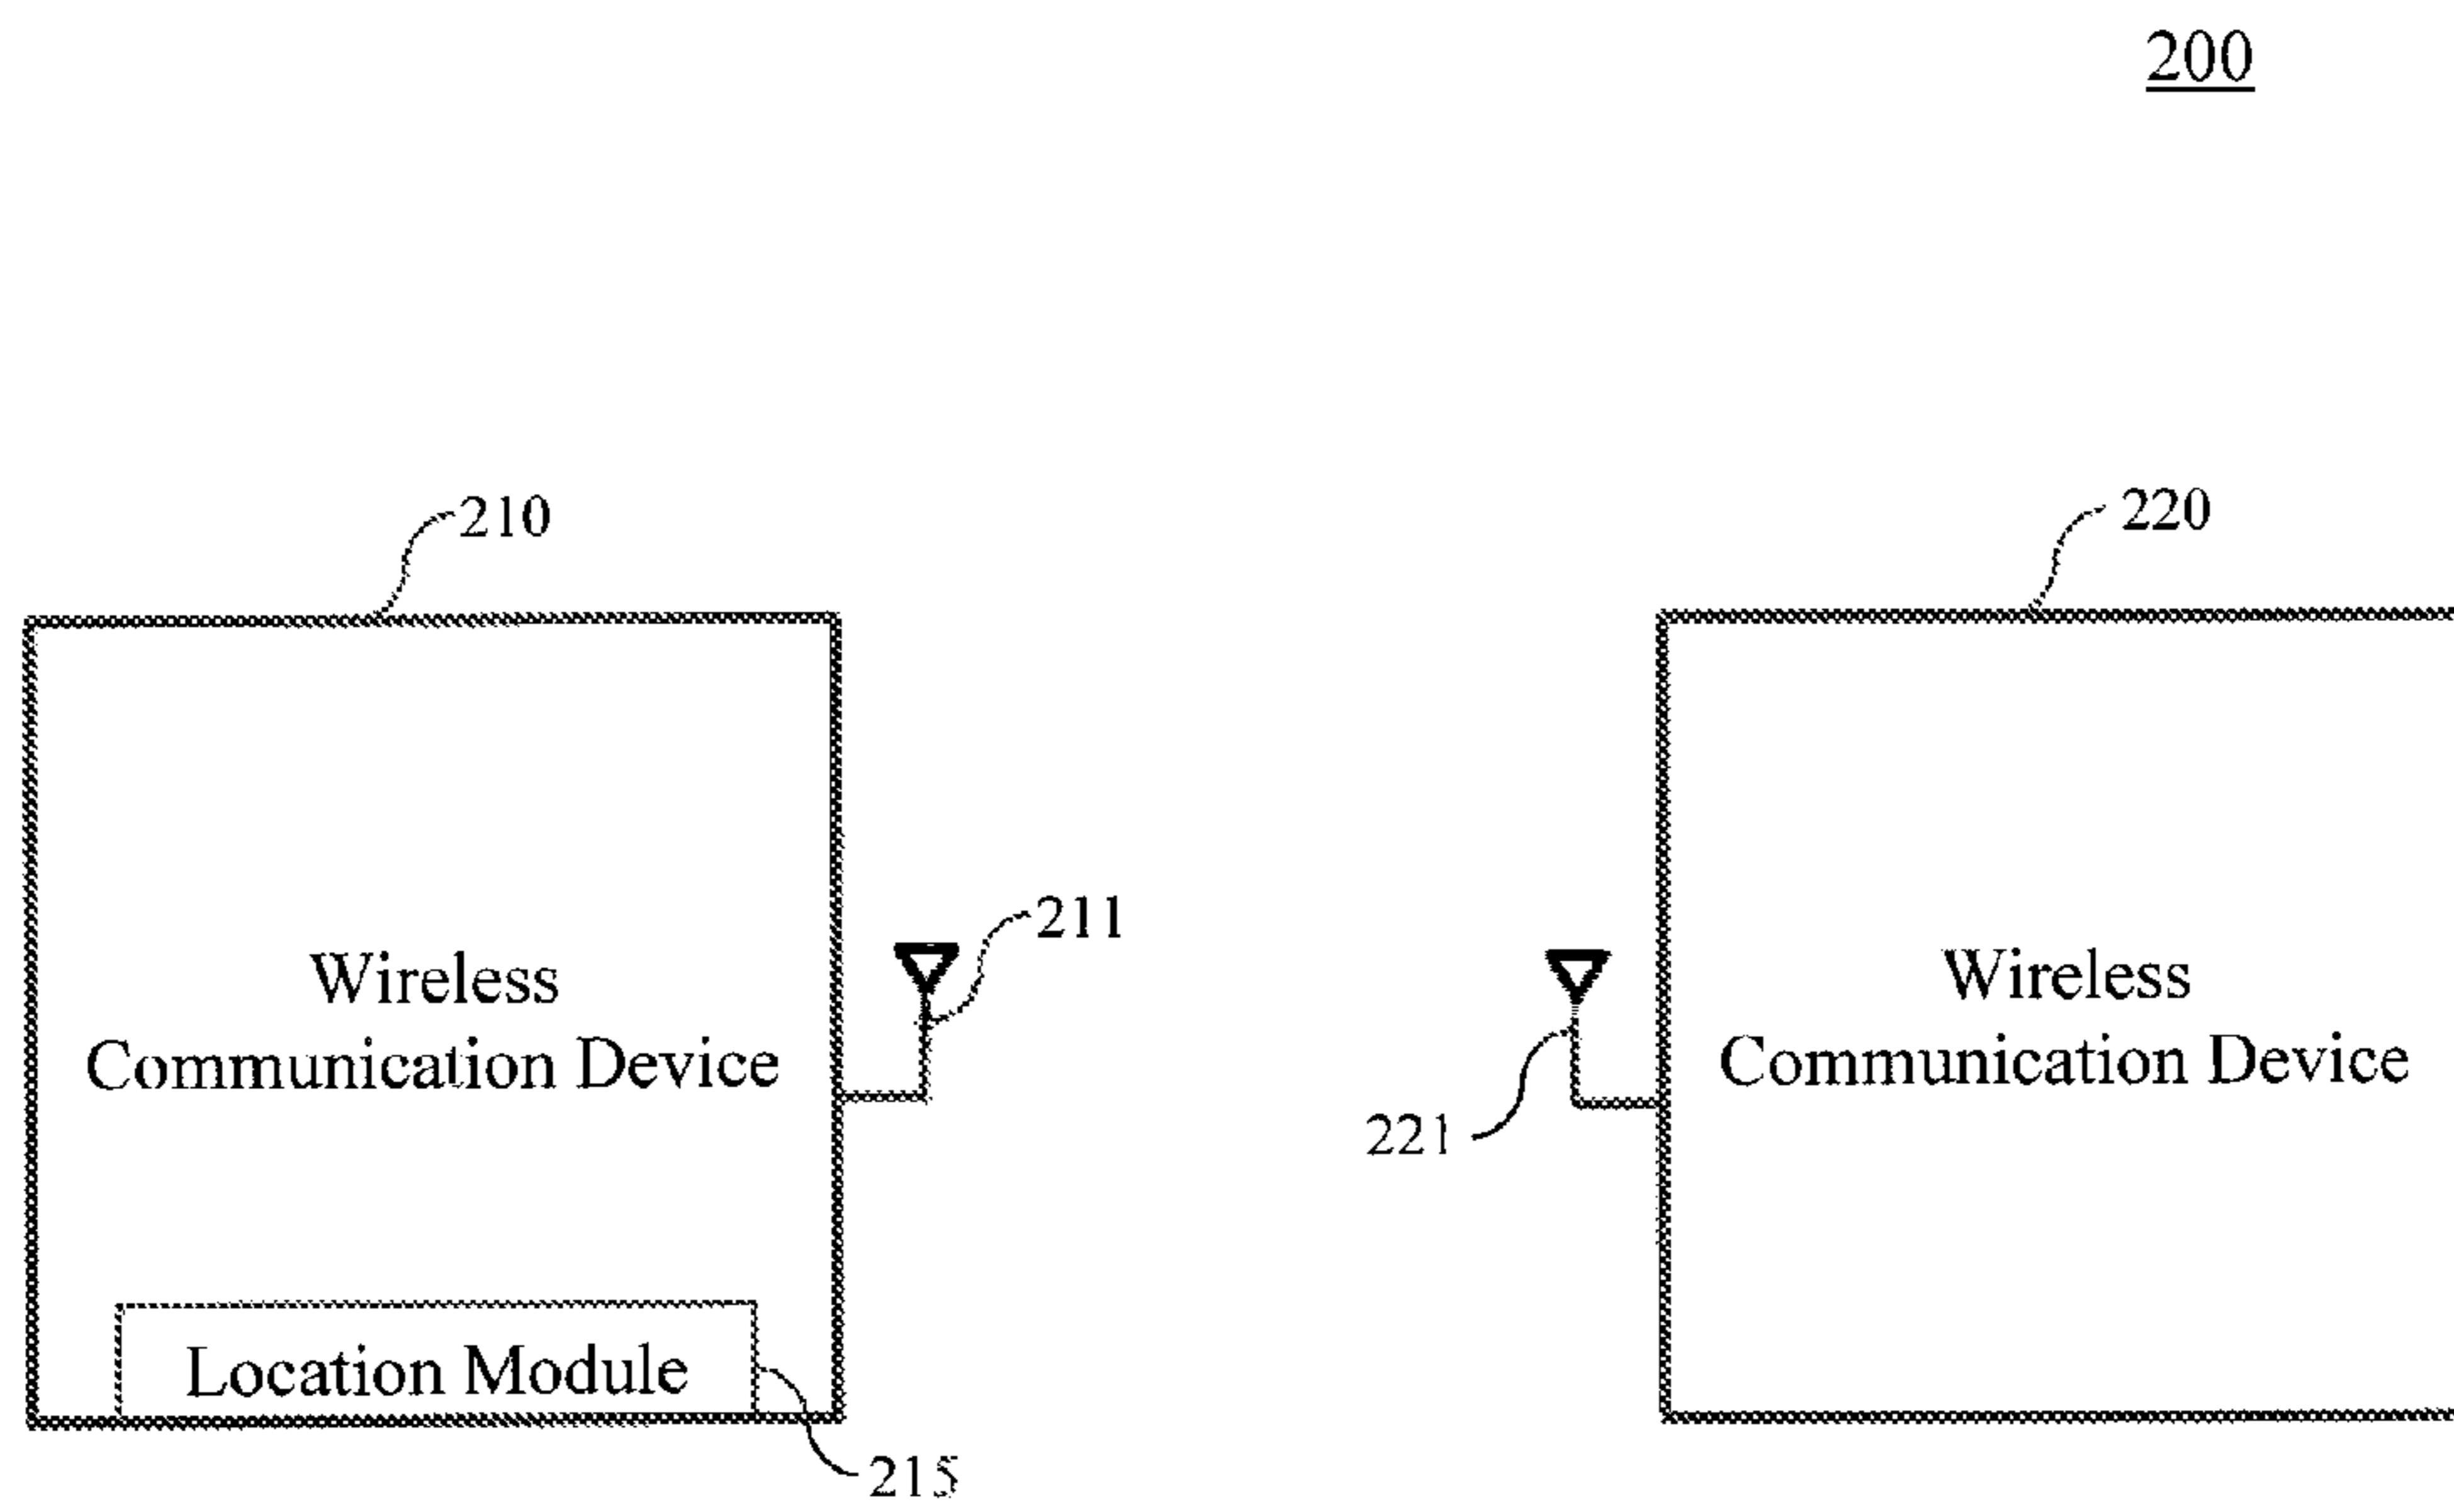 200
210
220
211
Wireless
Communication Device
Wireless
Communication Device
221
Location Module
215